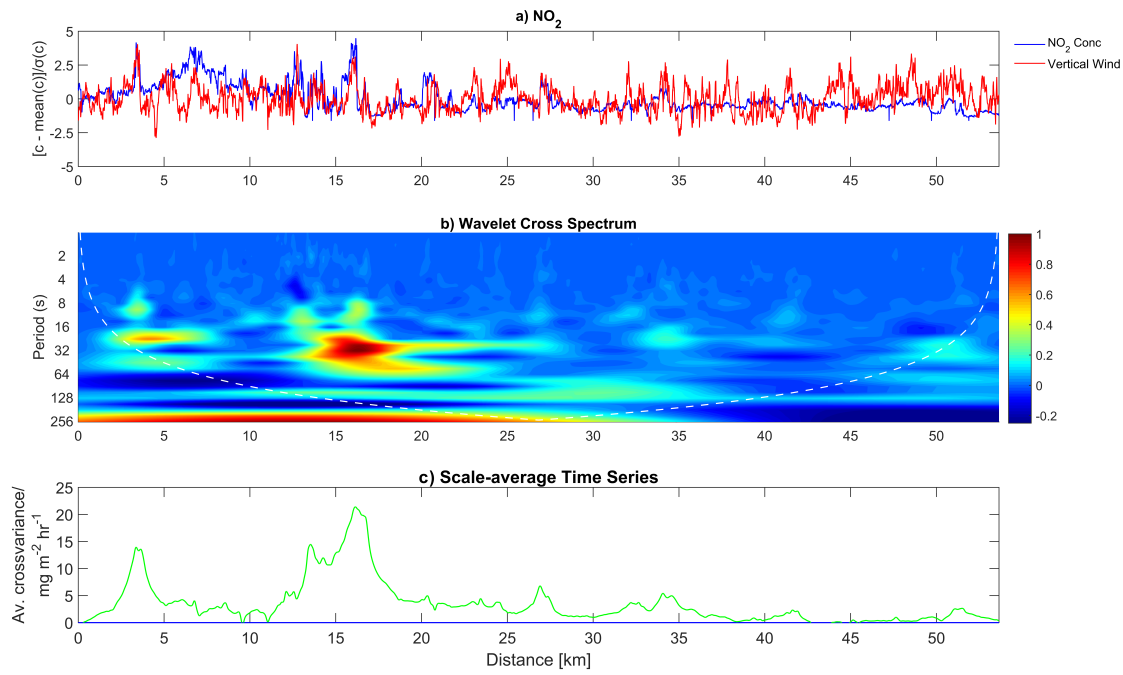 a) NO2
[c - mean(c)]/σ(c)
5
2.5
0
-2.5
-5
0 5 10 15 20 25 30 35 40 45 50
NO2 Conc
Vertical Wind
b) Wavelet Cross Spectrum
Period (s)
2
4
8
16
32
64
128
256
0 5 10 15 20 25 30 35 40 45 50
1
0.8
0.6
0.4
0.2
0
-0.2
c) Scale-average Time Series
Av. crossvariance/
mg m-2 hr-1
25
20
15
10
5
0
0 5 10 15 20 25 30 35 40 45 50
Distance [km]